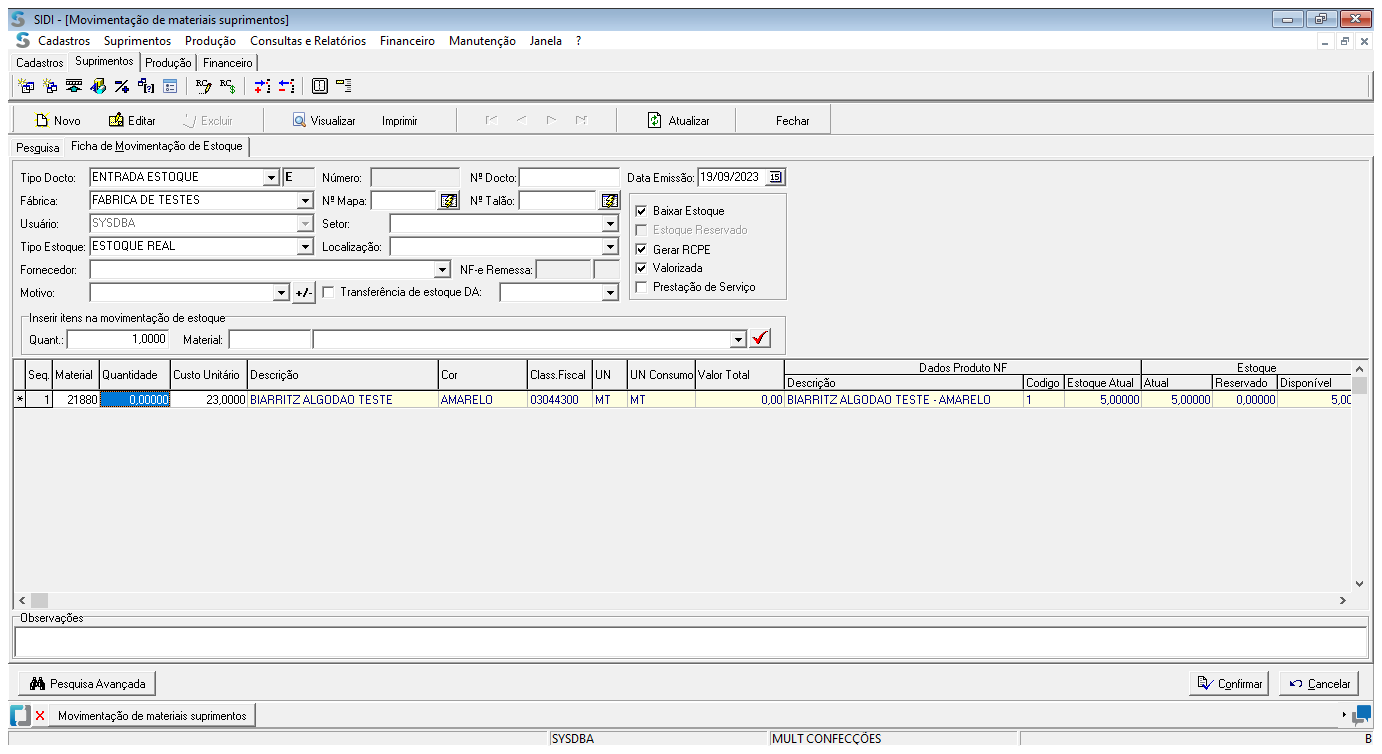 SIDI - [Movimentação de materiais suprimentos]
Cadastros Suprimentos Produção Consultas e Relatórios Financeiro Manutenção Janela ?
Cadastros Suprimentos Produção Financeiro
Novo Editar Excluir Visualizar Imprimir Atualizar Fechar
Pesquisa Ficha de Movimentação de Estoque
Tipo Docto: ENTRADA ESTOQUE E Número: Nº Docto: Data Emissão: 19/09/2023 15
Fábrica: FABRICA DE TESTES Nº Mapa: Nº Talão:
Baixar Estoque
Usuário: SYSDBA Setor:
Estoque Reservado
Tipo Estoque: ESTOQUE REAL Localização:
Gerar RCPE
Fornecedor: NF-e Remessa:
Valorizada
Motivo: +/- Transferência de estoque DA:
Prestação de Serviço
Inserir itens na movimentação de estoque
Quant.: 1,0000 Material:
Dados Produto NF Estoque
Seq. Material Quantidade Custo Unitário Descrição Cor Class.Fiscal UN UN Consumo Valor Total Descrição Codigo Estoque Atual Atual Reservado Disponível
* 1 21880 0,00000 23,0000 BIARRITZ ALGODAO TESTE AMARELO 03044300 MT MT 0,00 BIARRITZ ALGODAO TESTE - AMARELO 1 5,00000 5,00000 0,00000 5,00
Observações
Pesquisa Avançada Confirmar Cancelar
Movimentação de materiais suprimentos
SYSDBA MULT CONFECÇÕES B